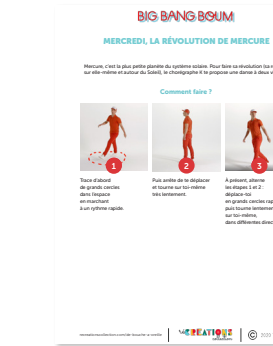 BIG BANG BOUM
MERCREDI, LA RÉVOLUTION DE MERCURE
Mercure, c'est la plus petite planète du système solaire. Pour faire sa révolution (sa r
sur elle-même et autour du Soleil), le chorégraphe X te propose une danse à deux vi
Comment faire ?
1
2
3
Trace d'abord
de grands cercles
dans l'espace
en marchant
à un rythme rapide.
Puis arrête de te déplacer
et tourne sur toi-même
très lentement.
À présent, alterne
les étapes 1 et 2 :
déplace-toi
en grands cercles rap
puis tourne lentement
sur toi-même,
dans différentes direc
CRÉATIONS
© 2020